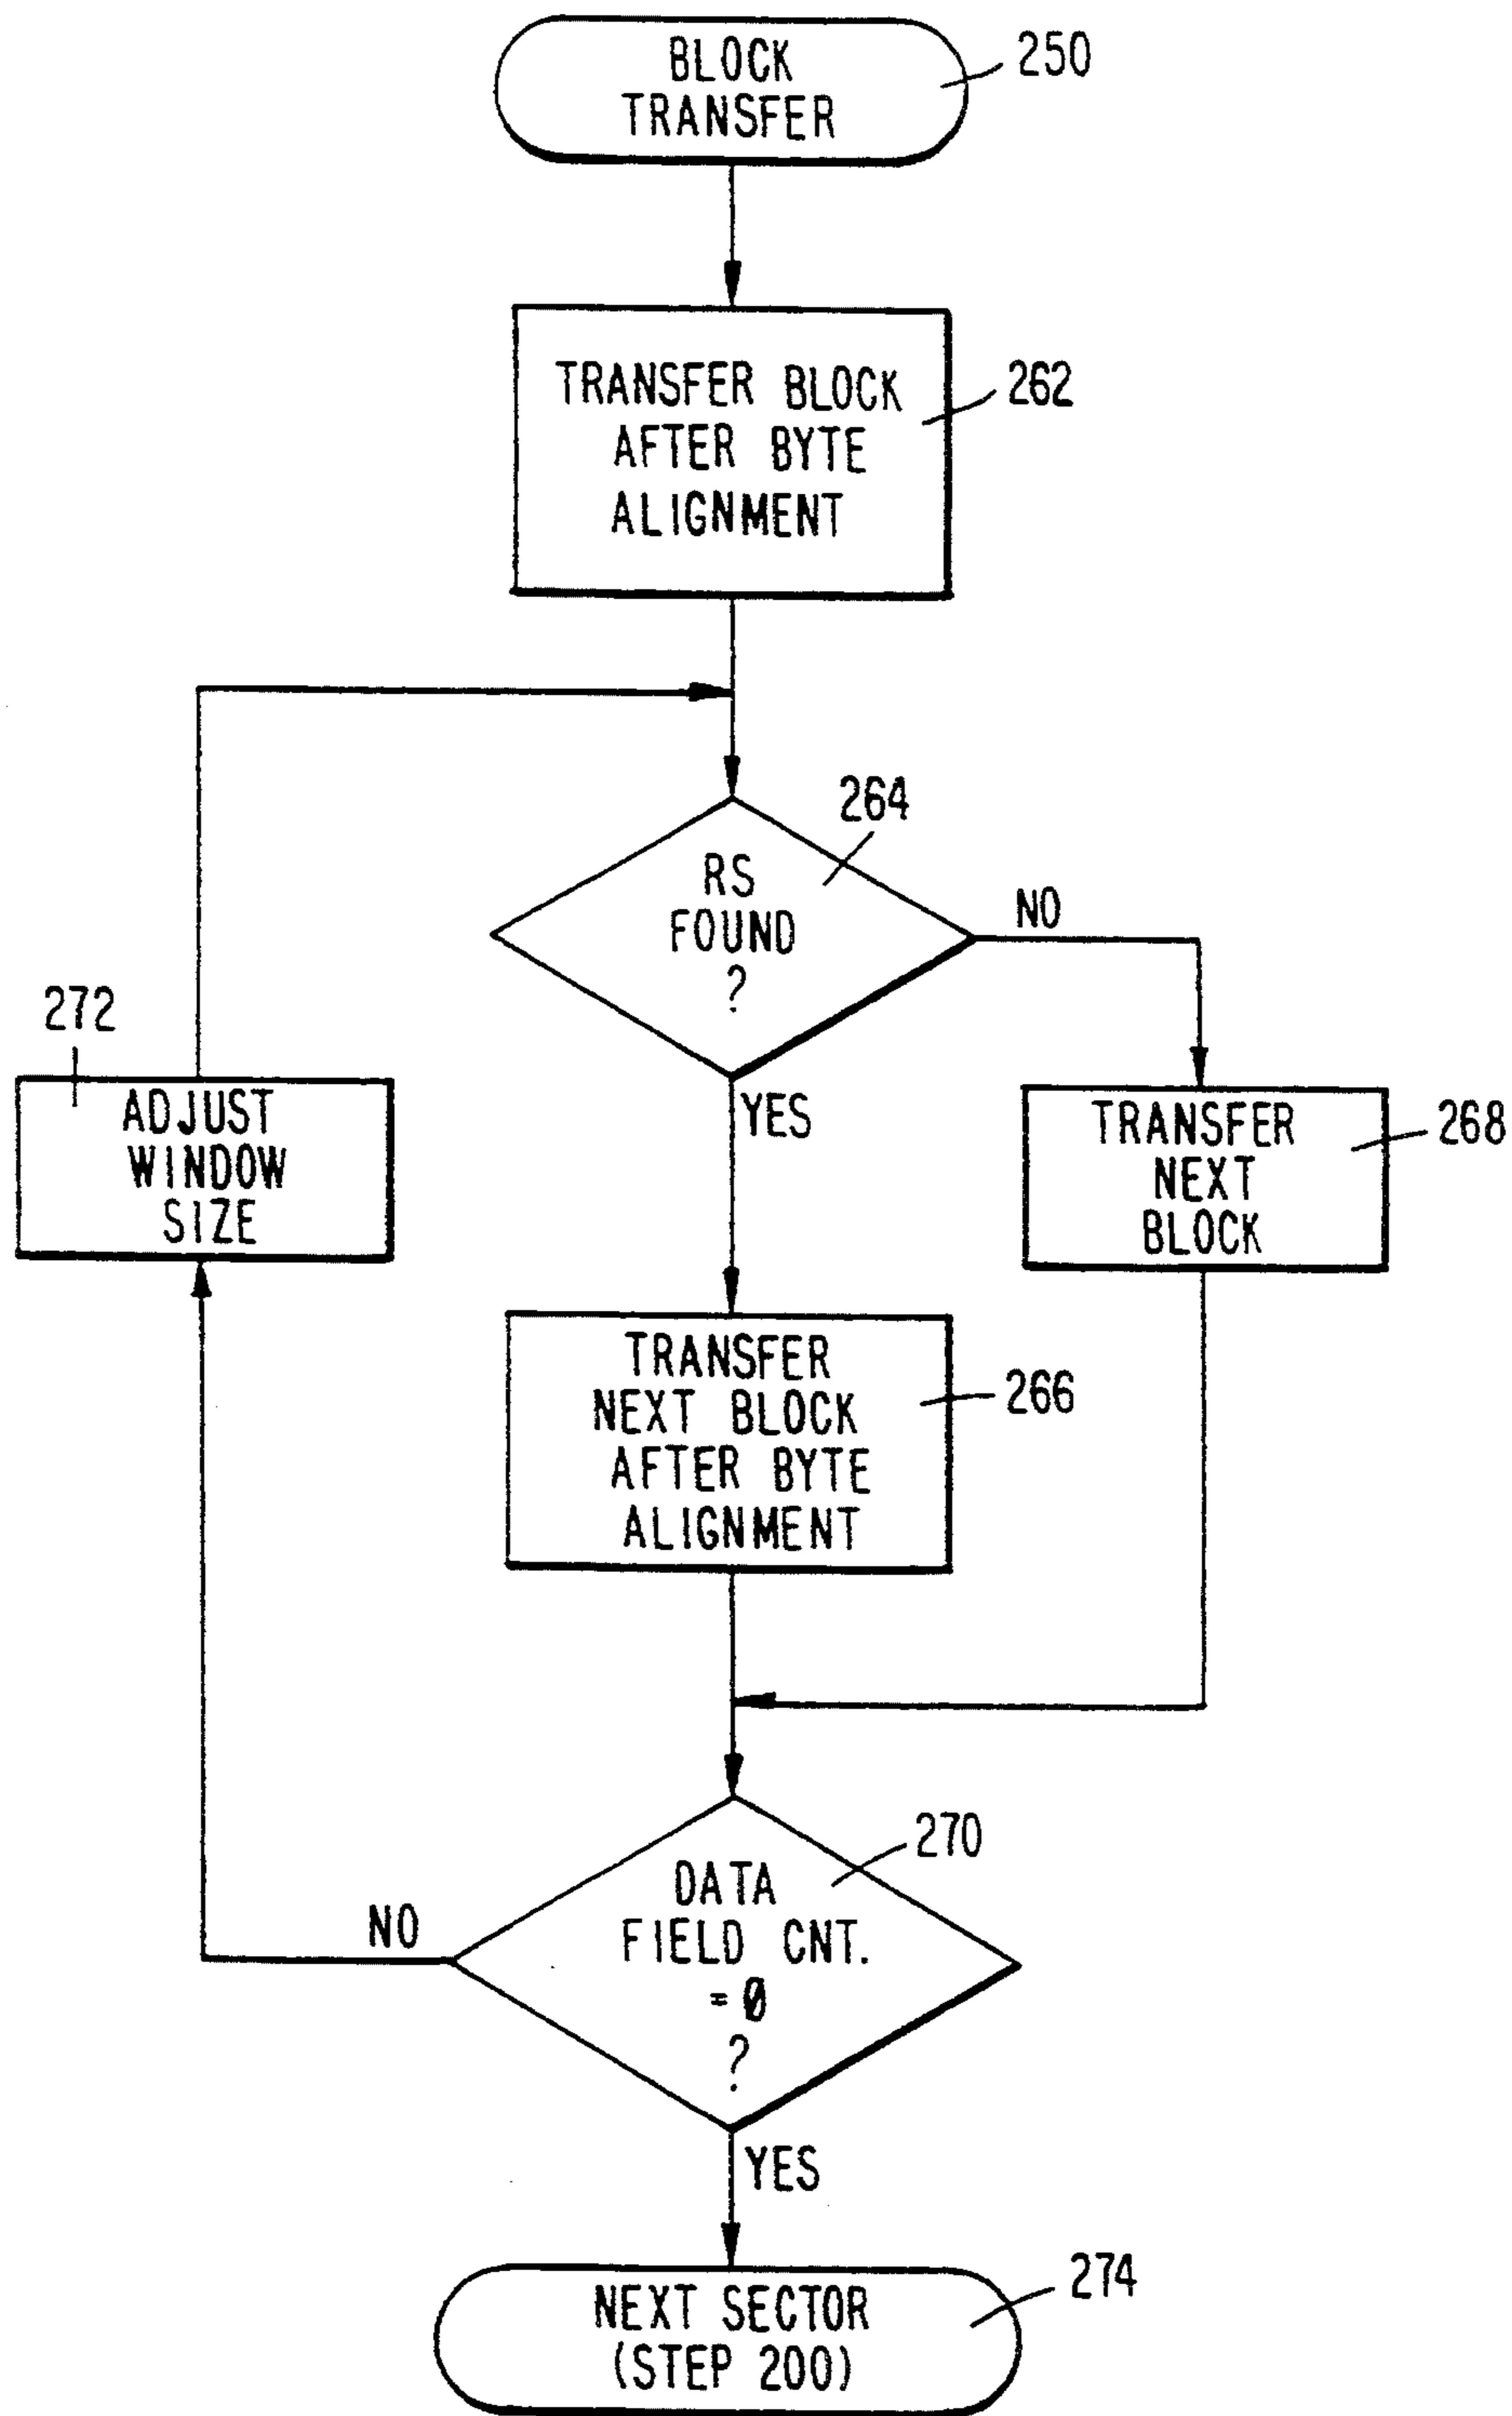 BLOCK
TRANSFER
250
TRANSFER BLOCK
AFTER BYTE
ALIGNMENT
262
264
RS
FOUND
?
NO
YES
272
ADJUST
WINDOW
SIZE
TRANSFER
NEXT
BLOCK
268
TRANSFER
NEXT BLOCK
AFTER BYTE
ALIGNMENT
266
270
DATA
FIELD CNT.
= 0
?
NO
YES
NEXT SECTOR
(STEP 200)
274